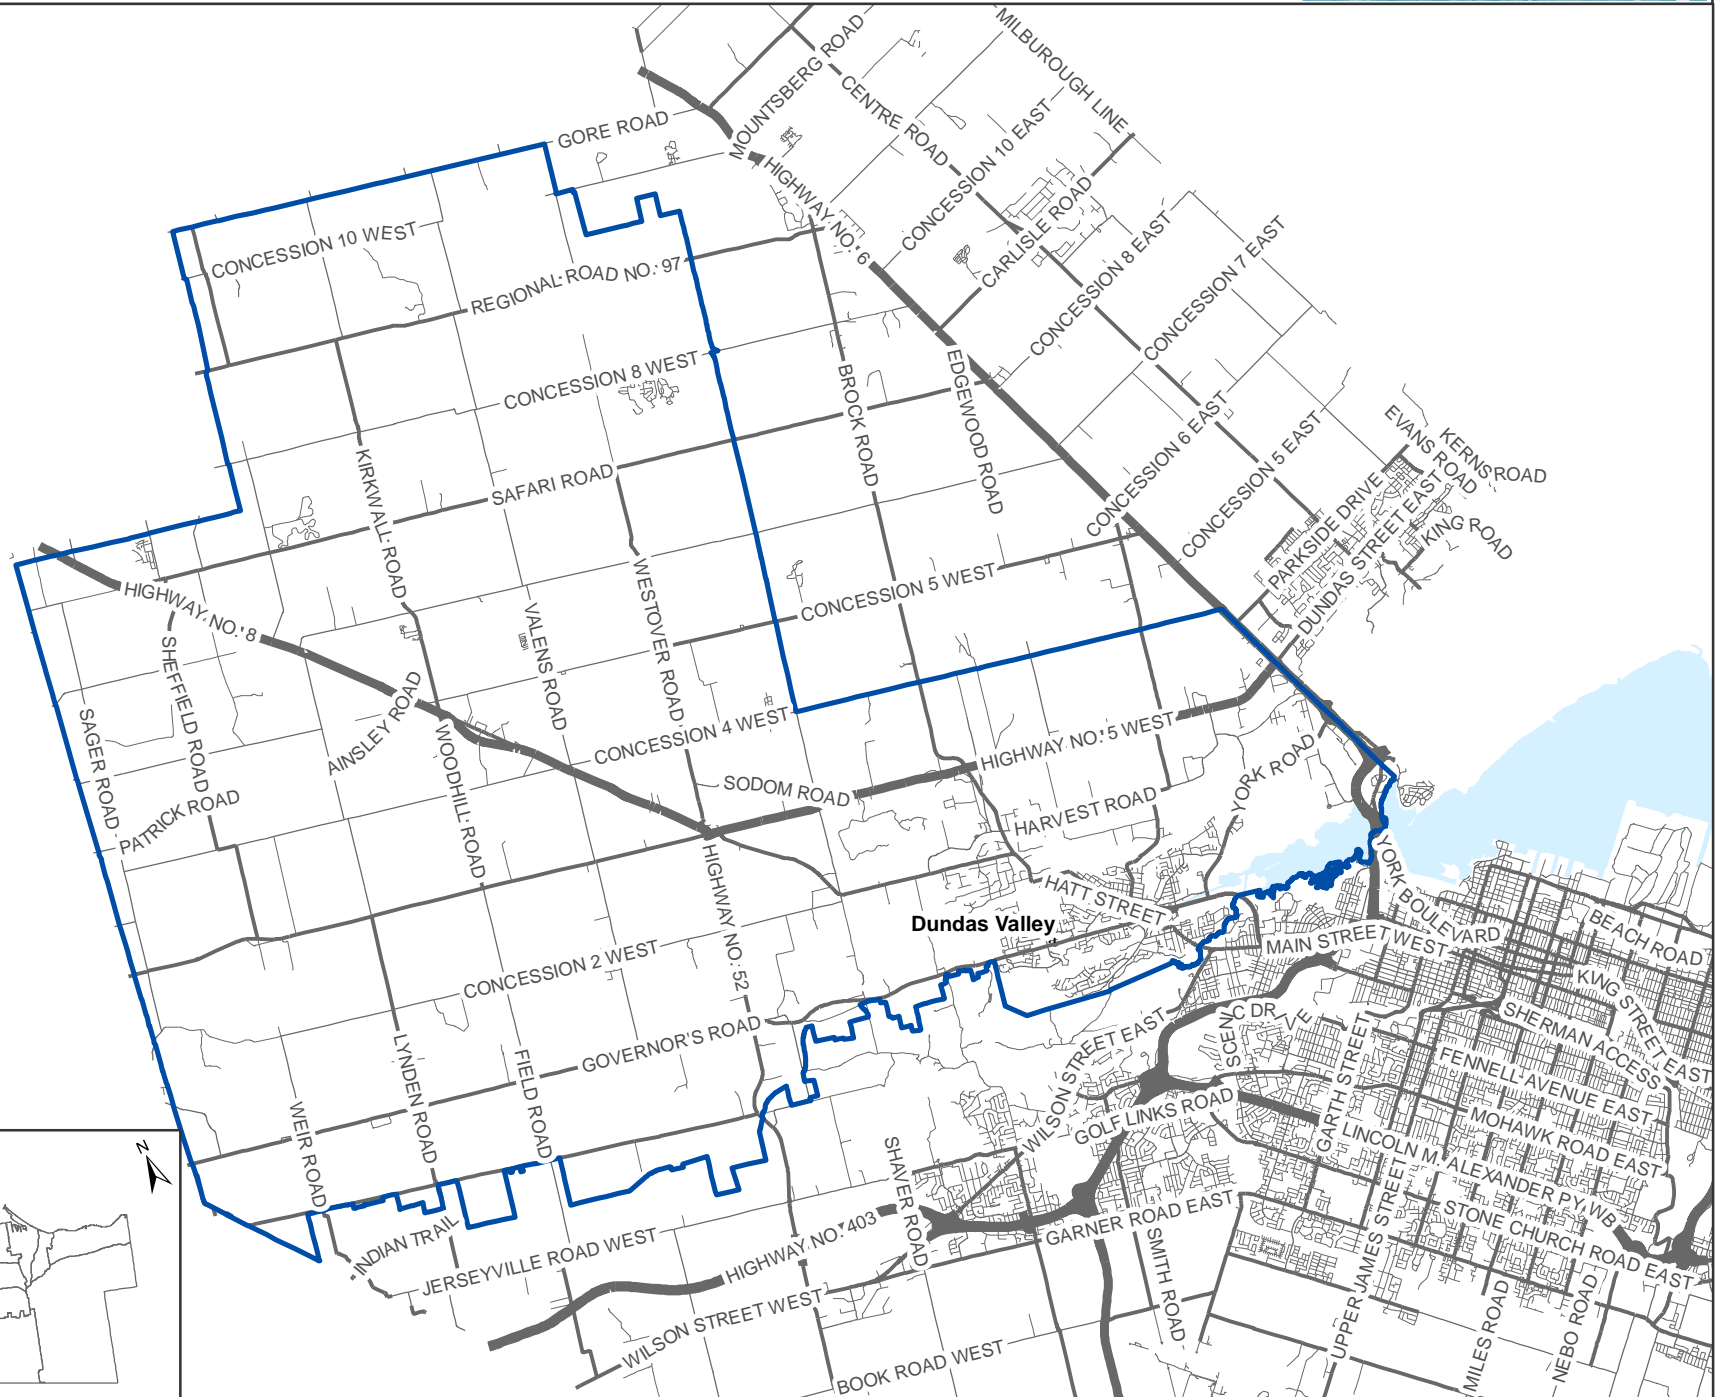 MILBOROUGH LINE
MOUNTSBERG ROAD
CENTRE ROAD
GORE ROAD
CONCESSION 10 EAST
HIGHWAY NO. 6
CARLISLE ROAD
CONCESSION 10 WEST
REGIONAL ROAD NO. 97
CONCESSION 8 EAST
CONCESSION 7 EAST
CONCESSION 8 WEST
BROCK ROAD
EDGEWOOD ROAD
CONCESSION 6 EAST
CONCESSION 5 EAST
EVANS ROAD
KERNS ROAD
KIRKWALL ROAD
SAFARI ROAD
PARKSIDE DRIVE
DUNDAS STREET EAST
KING ROAD
HIGHWAY NO. 8
WESTOVER ROAD
CONCESSION 5 WEST
SHEFFIELD ROAD
VALENS ROAD
SAGER ROAD
AINSLEY ROAD
WOODHILL ROAD
CONCESSION 4 WEST
HIGHWAY NO. 5 WEST
YORK ROAD
SODOM ROAD
PATRICK ROAD
HARVEST ROAD
HIGHWAY NO. 52
HATT STREET
YORK BOULEVARD
Dundas Valley
MAIN STREET WEST
BEACH ROAD
CONCESSION 2 WEST
KING STREET EAST
GOVERNOR'S ROAD
WILSON STREET EAST
SCENIC DRIVE
SHERMAN ACCESS
LYNDEN ROAD
FIELD ROAD
GARTH STREET
FENNELL AVENUE EAST
WEIR ROAD
GOLF LINKS ROAD
MOHAWK ROAD EAST
LINCOLN M. ALEXANDER PY WB
SHAVER ROAD
INDIAN TRAIL
JERSEYVILLE ROAD WEST
HIGHWAY NO. 403
GARNER ROAD EAST
STONE CHURCH ROAD EAST
SMITH ROAD
UPPER JAMES STREET
WILSON STREET WEST
MILES ROAD
NEBO ROAD
BOOK ROAD WEST
N